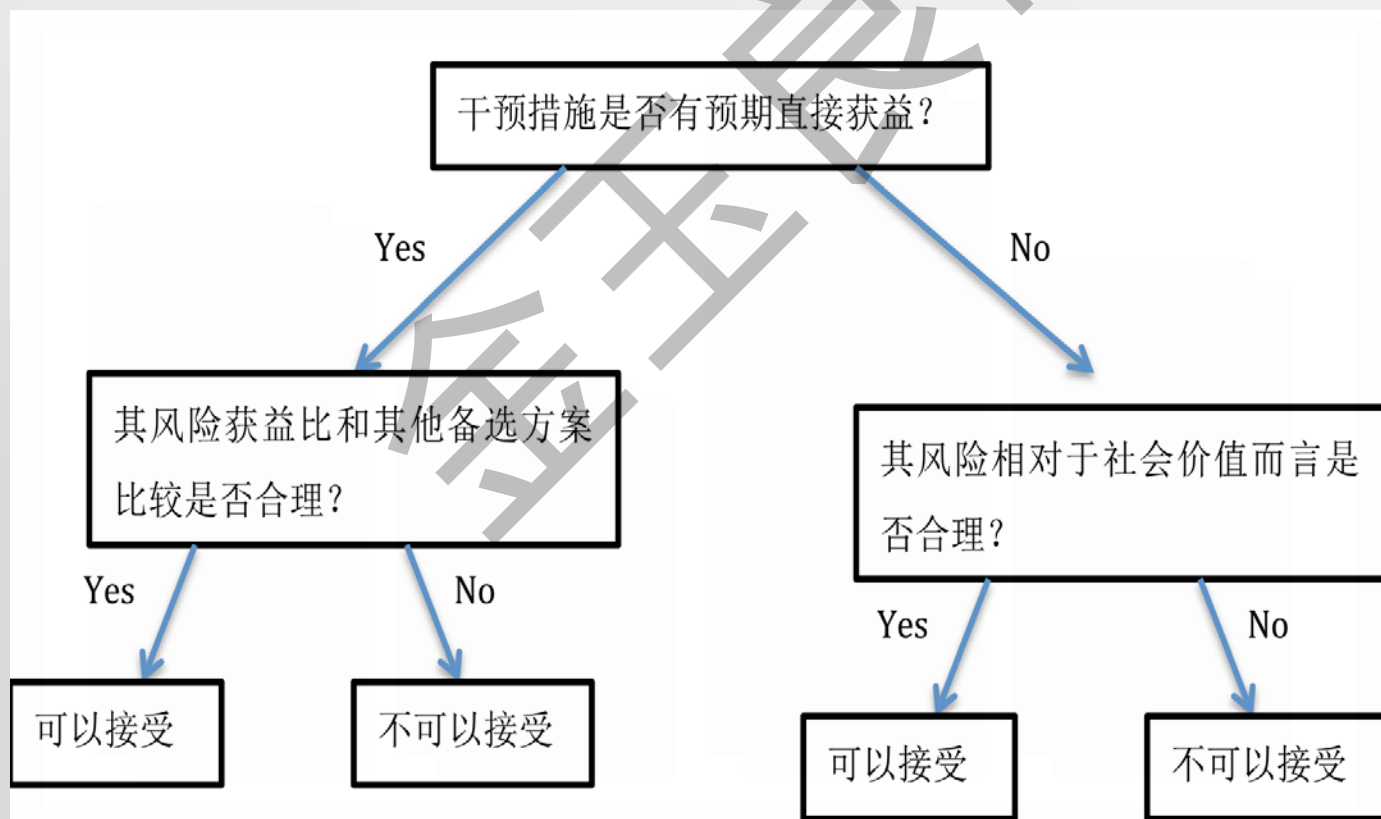 干预措施是否有预期直接获益？
Yes
No
其风险获益比和其他备选方案
比较是否合理？
其风险相对于社会价值而言是
否合理？
Yes
No
Yes
No
可以接受
不可以接受
可以接受
不可以接受
金玉良